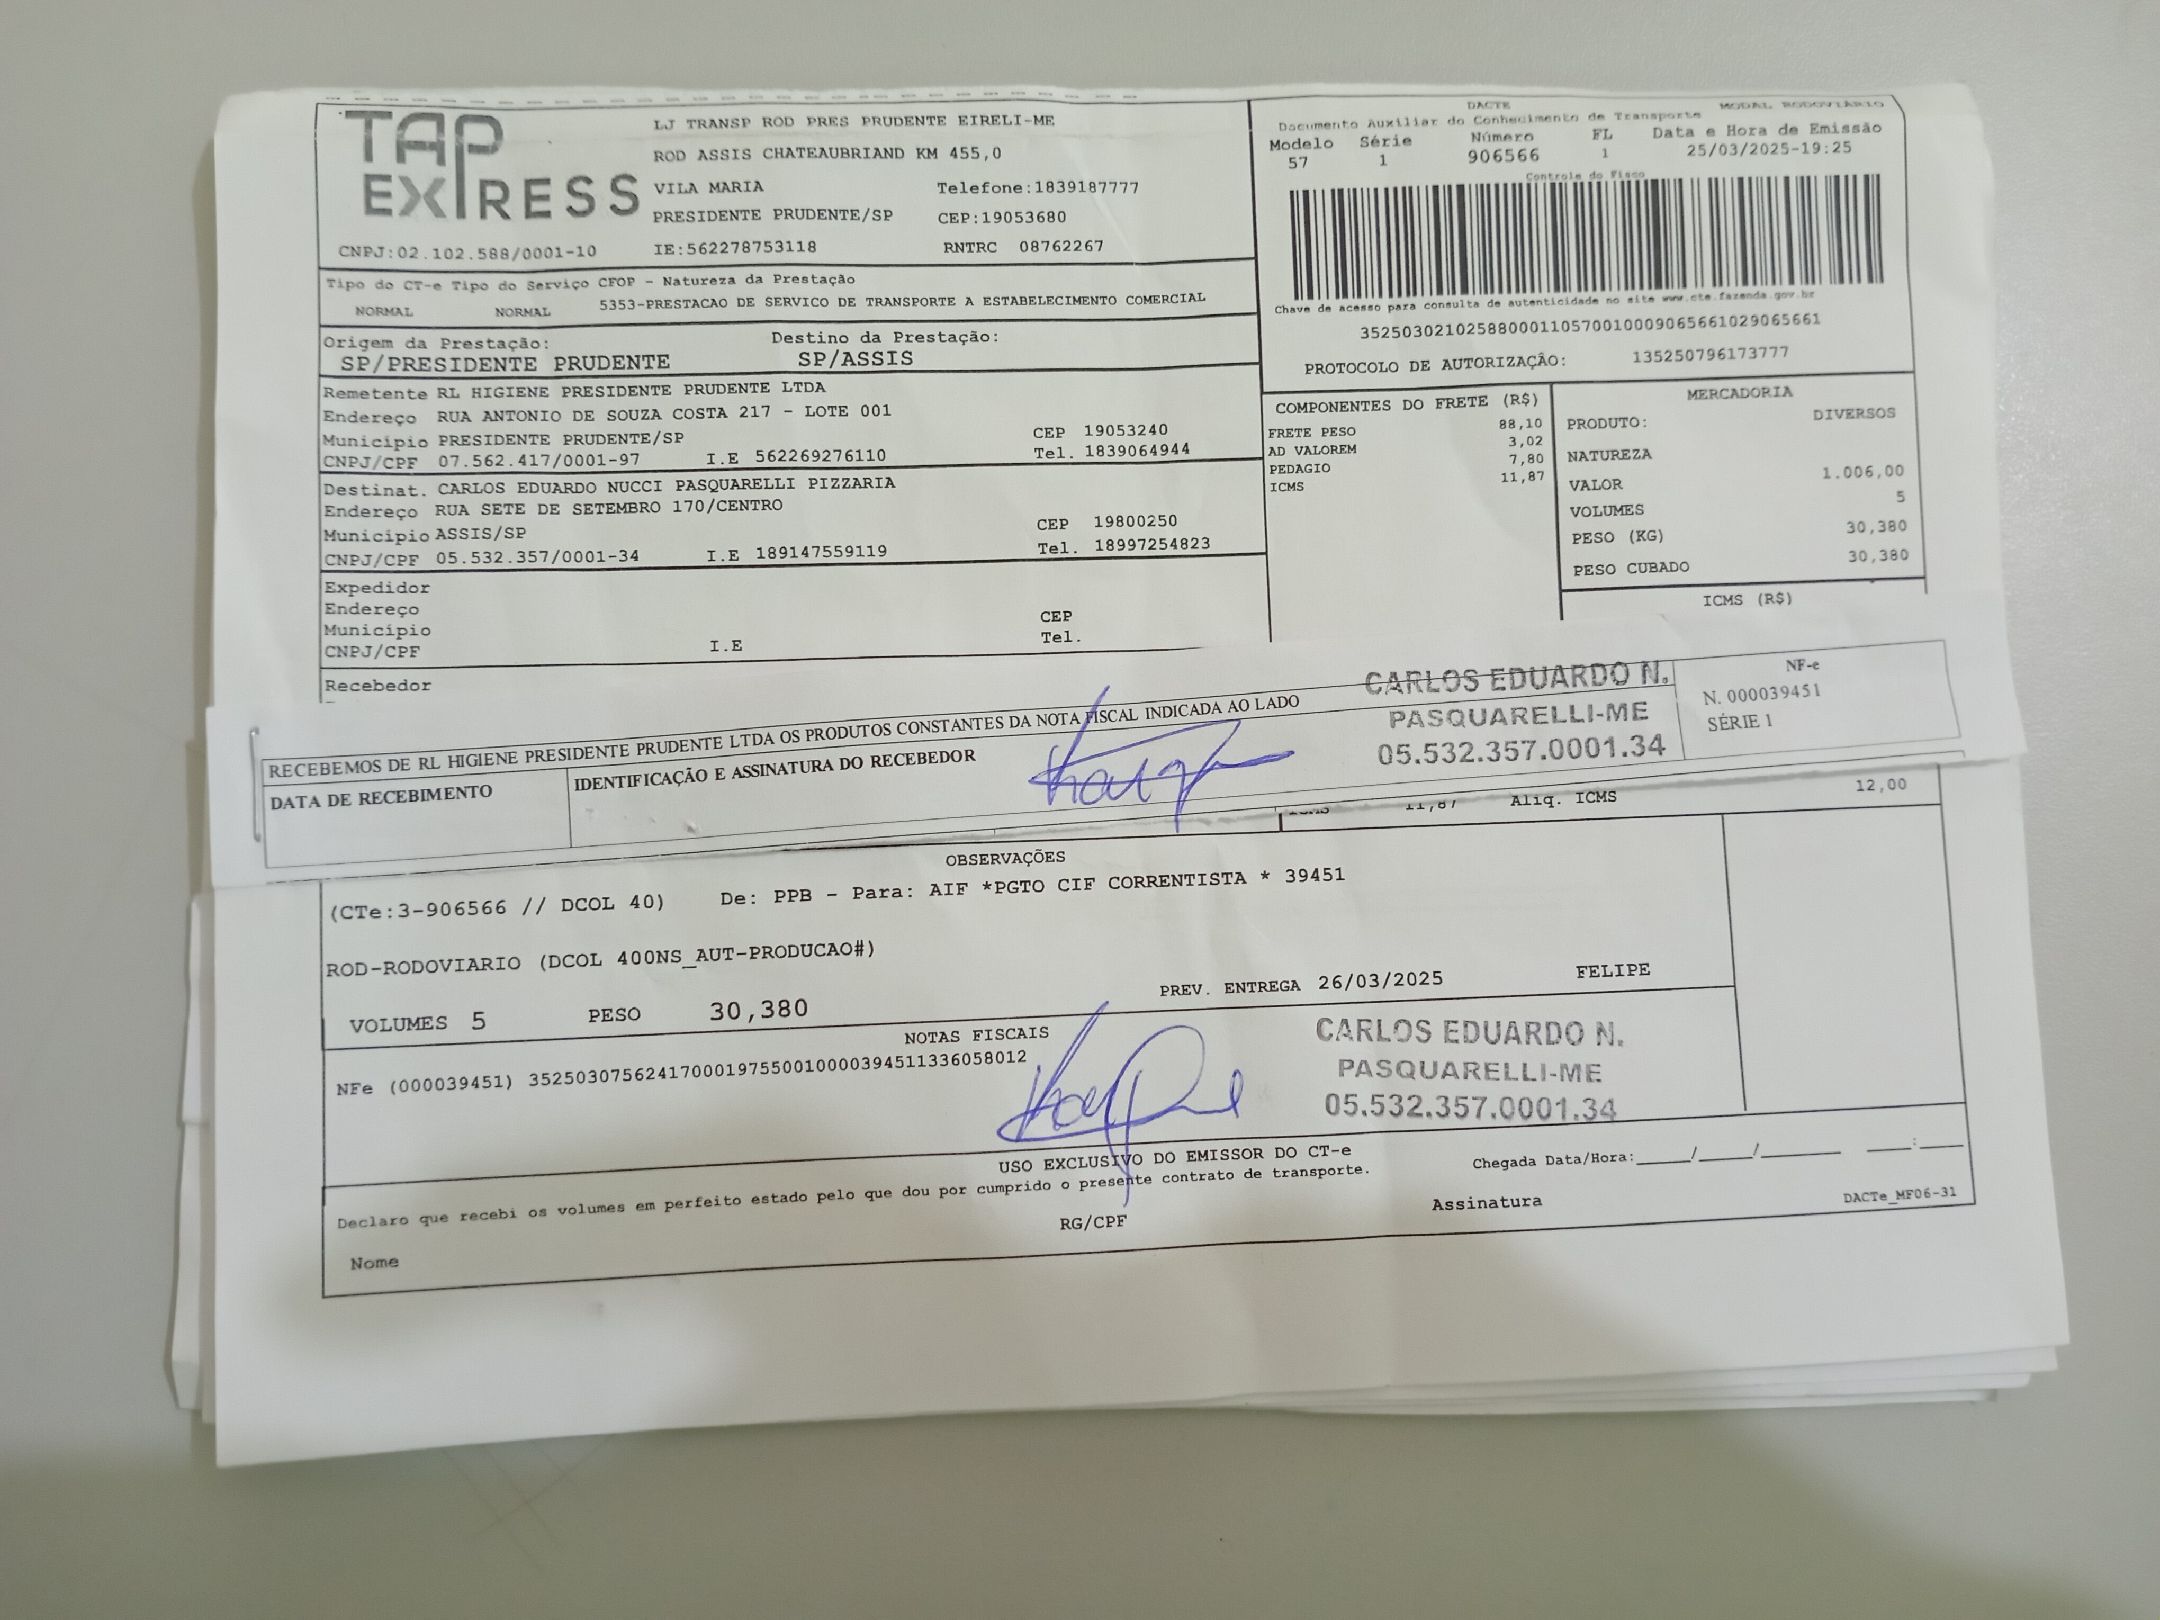 TAP EXPRESS
LJ TRANSP ROD PRES PRUDENTE EIRELI-ME
ROD ASSIS CHATEAUBRIAND KM 455,0
VILA MARIA Telefone:1839187777
PRESIDENTE PRUDENTE/SP CEP:19053680
CNPJ:02.102.588/0001-10 IE:562278753118 RNTRC 08762267
DACTE MODAL RODOVIÁRIO
Documento Auxiliar do Conhecimento de Transporte
Modelo Série Número FL Data e Hora de Emissão
57 1 906566 1 25/03/2025-19:25
Controle do Fisco
Chave de acesso para consulta de autenticidade no site www.cte.fazenda.gov.br
35250302102588000110570010009065661029065661
PROTOCOLO DE AUTORIZAÇÃO: 135250796173777
Tipo do CT-e Tipo do Serviço CFOP - Natureza da Prestação
NORMAL NORMAL 5353-PRESTACAO DE SERVICO DE TRANSPORTE A ESTABELECIMENTO COMERCIAL
Origem da Prestação: Destino da Prestação:
SP/PRESIDENTE PRUDENTE SP/ASSIS
Remetente RL HIGIENE PRESIDENTE PRUDENTE LTDA
Endereço RUA ANTONIO DE SOUZA COSTA 217 - LOTE 001
Município PRESIDENTE PRUDENTE/SP CEP 19053240
CNPJ/CPF 07.562.417/0001-97 I.E 562269276110 Tel. 1839064944
Destinat. CARLOS EDUARDO NUCCI PASQUARELLI PIZZARIA
Endereço RUA SETE DE SETEMBRO 170/CENTRO
Município ASSIS/SP CEP 19800250
CNPJ/CPF 05.532.357/0001-34 I.E 189147559119 Tel. 18997254823
Expedidor
Endereço
Município CEP
CNPJ/CPF I.E Tel.
Recebedor
COMPONENTES DO FRETE (R$)
FRETE PESO 88,10
AD VALOREM 3,02
PEDAGIO 7,80
ICMS 11,87
MERCADORIA
PRODUTO: DIVERSOS
NATUREZA
VALOR 1.006,00
VOLUMES 5
PESO (KG) 30,380
PESO CUBADO 30,380
ICMS (R$)
RECEBEMOS DE RL HIGIENE PRESIDENTE PRUDENTE LTDA OS PRODUTOS CONSTANTES DA NOTA FISCAL INDICADA AO LADO
DATA DE RECEBIMENTO IDENTIFICAÇÃO E ASSINATURA DO RECEBEDOR
CARLOS EDUARDO N.
PASQUARELLI-ME
05.532.357.0001.34
NF-e
N. 000039451
SÉRIE 1
ICMS 11,87 Aliq. ICMS 12,00
OBSERVAÇÕES
(CTe:3-906566 // DCOL 40) De: PPB - Para: AIF *PGTO CIF CORRENTISTA * 39451
ROD-RODOVIARIO (DCOL 400NS_AUT-PRODUCAO#)
PREV. ENTREGA 26/03/2025 FELIPE
VOLUMES 5 PESO 30,380
NOTAS FISCAIS
NFe (000039451) 35250307562417000197550010000394511336058012
CARLOS EDUARDO N.
PASQUARELLI-ME
05.532.357.0001.34
USO EXCLUSIVO DO EMISSOR DO CT-e
Declaro que recebi os volumes em perfeito estado pelo que dou por cumprido o presente contrato de transporte.
Chegada Data/Hora:_____/_____/_______ ____:____
Nome RG/CPF Assinatura DACTe_MF06-31